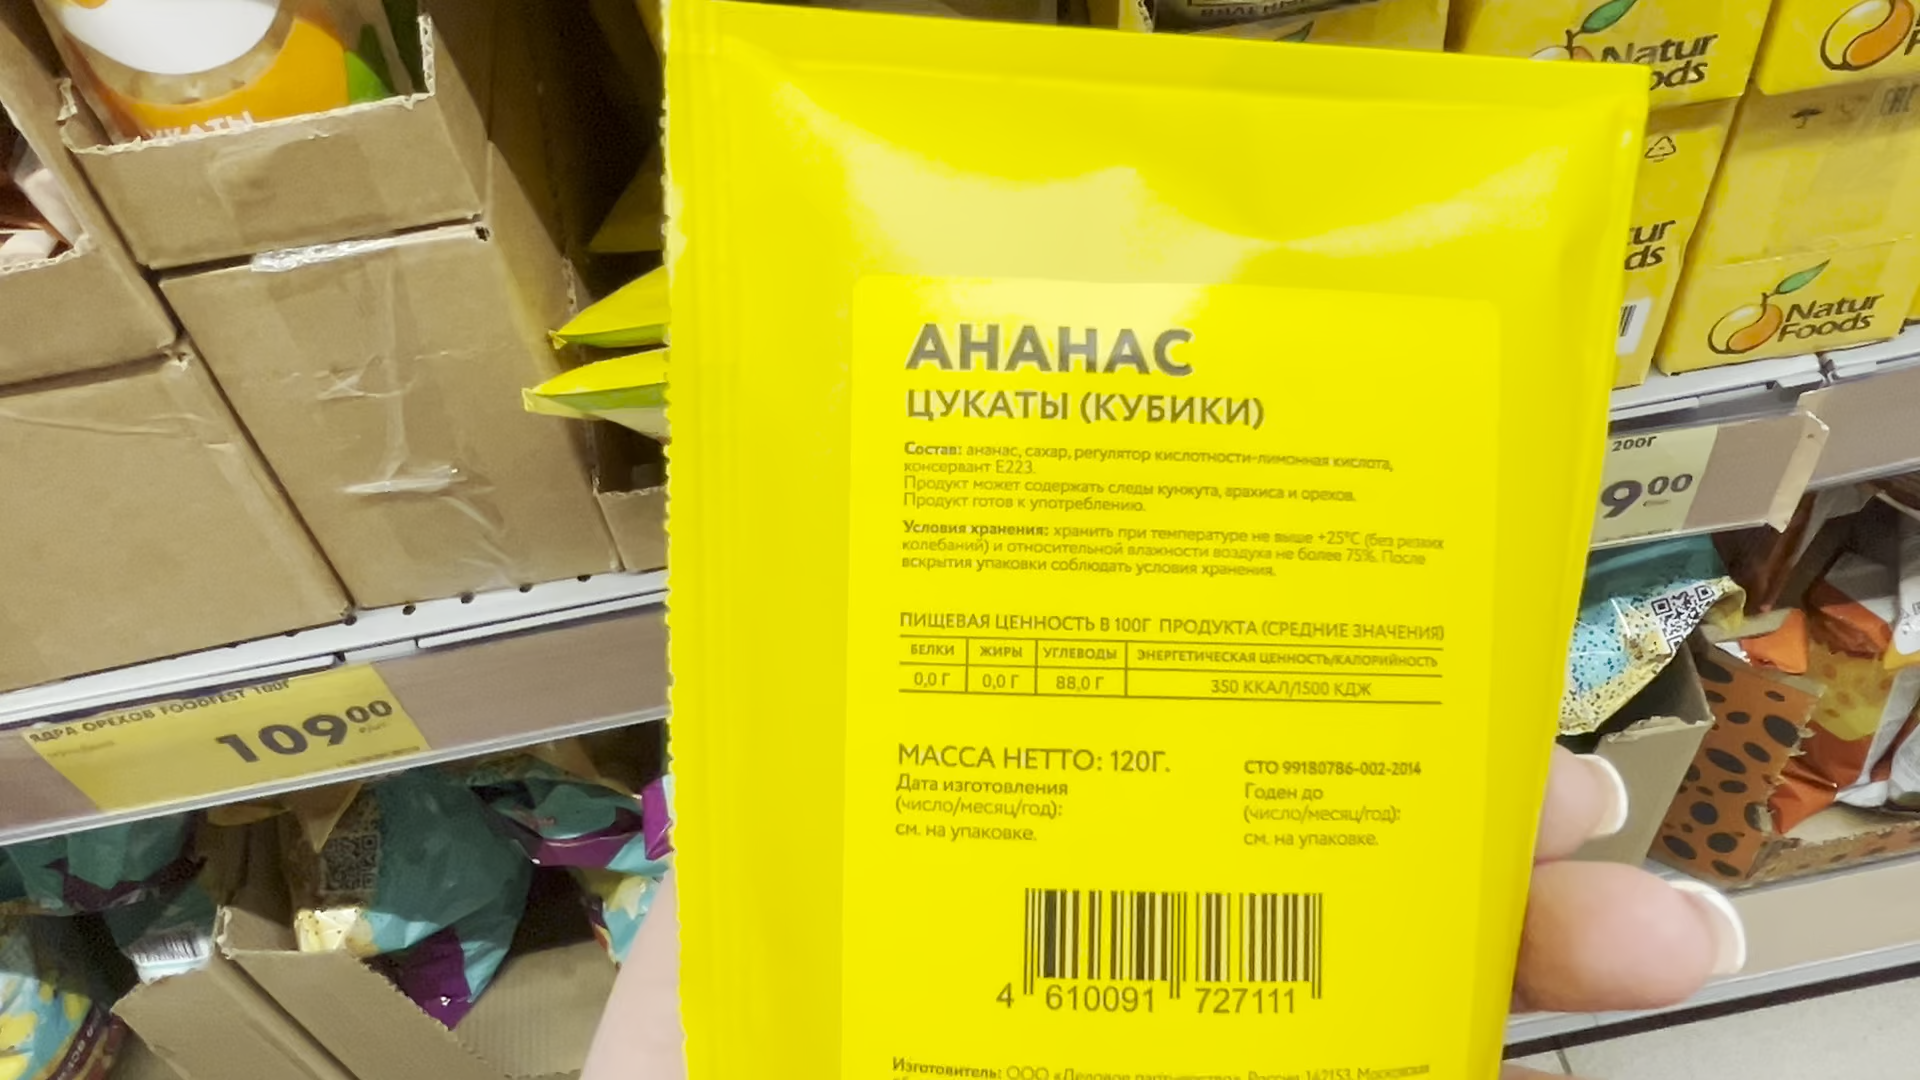 ЦУКАТЫ
Natur
Foods
АНАНАС
ЦУКАТЫ (КУБИКИ)
Состав: ананас, сахар, регулятор кислотности-лимонная кислота,
консервант Е223.
Продукт может содержать следы кунжута, арахиса и орехов.
Продукт готов к употреблению.
Условия хранения: хранить при температуре не выше +25°С (без резких
колебаний) и относительной влажности воздуха не более 75%. После
вскрытия упаковки соблюдать условия хранения.
ПИЩЕВАЯ ЦЕННОСТЬ В 100Г ПРОДУКТА (СРЕДНИЕ ЗНАЧЕНИЯ)
БЕЛКИ ЖИРЫ УГЛЕВОДЫ ЭНЕРГЕТИЧЕСКАЯ ЦЕННОСТЬ/КАЛОРИЙНОСТЬ
0,0 Г 0,0 Г 88,0 Г 350 ККАЛ/1500 КДЖ
МАССА НЕТТО: 120Г.
Дата изготовления
(число/месяц/год):
см. на упаковке.
СТО 99180786-002-2014
Годен до
(число/месяц/год):
см. на упаковке.
4 610091 727111
Изготовитель: ООО «Деловое партнерство», Россия, 142153, Московская
ЯДРА ОРЕХОВ FOODFEST 100Г
109 00
200Г
9 00